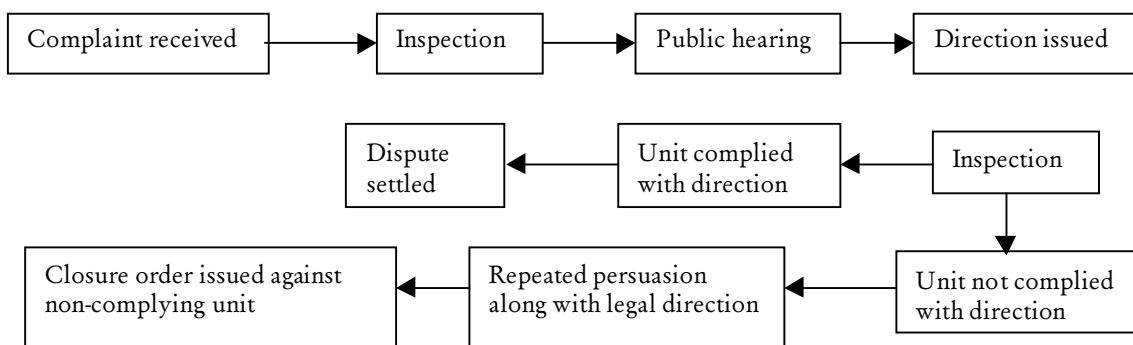 Complaint received
Inspection
Public hearing
Direction issued
Dispute
settled
Unit complied
with direction
Inspection
Closure order issued against
non-complying unit
Repeated persuasion
along with legal direction
Unit not complied
with direction